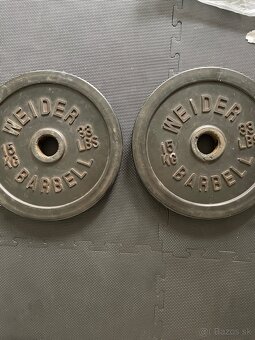 WEIDER
15 KG
33 LBS
BARBELL
WEIDER
15 KG
33 LBS
BARBELL
Bazos.sk